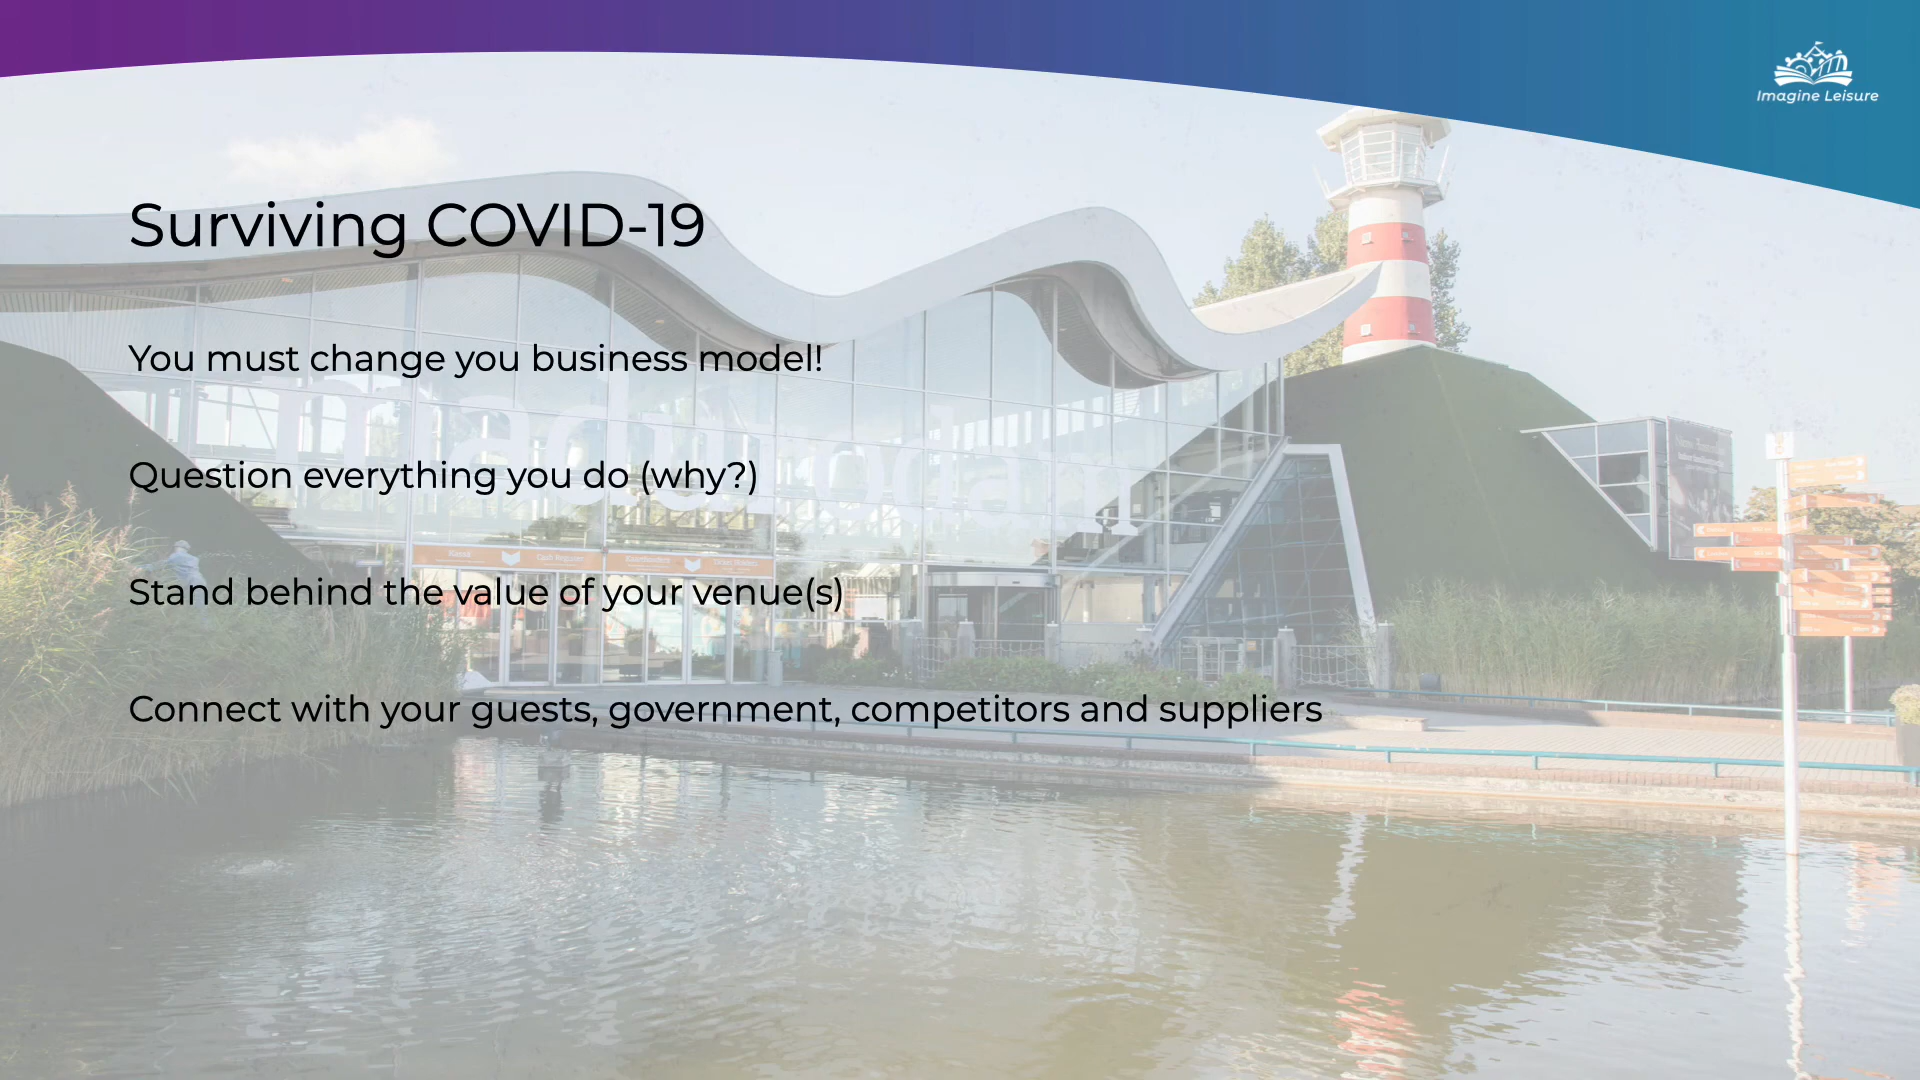 Imagine Leisure
Surviving COVID-19
You must change you business model!
Question everything you do (why?)
madurodam
Stand behind the value of your venue(s)
Connect with your guests, government, competitors and suppliers